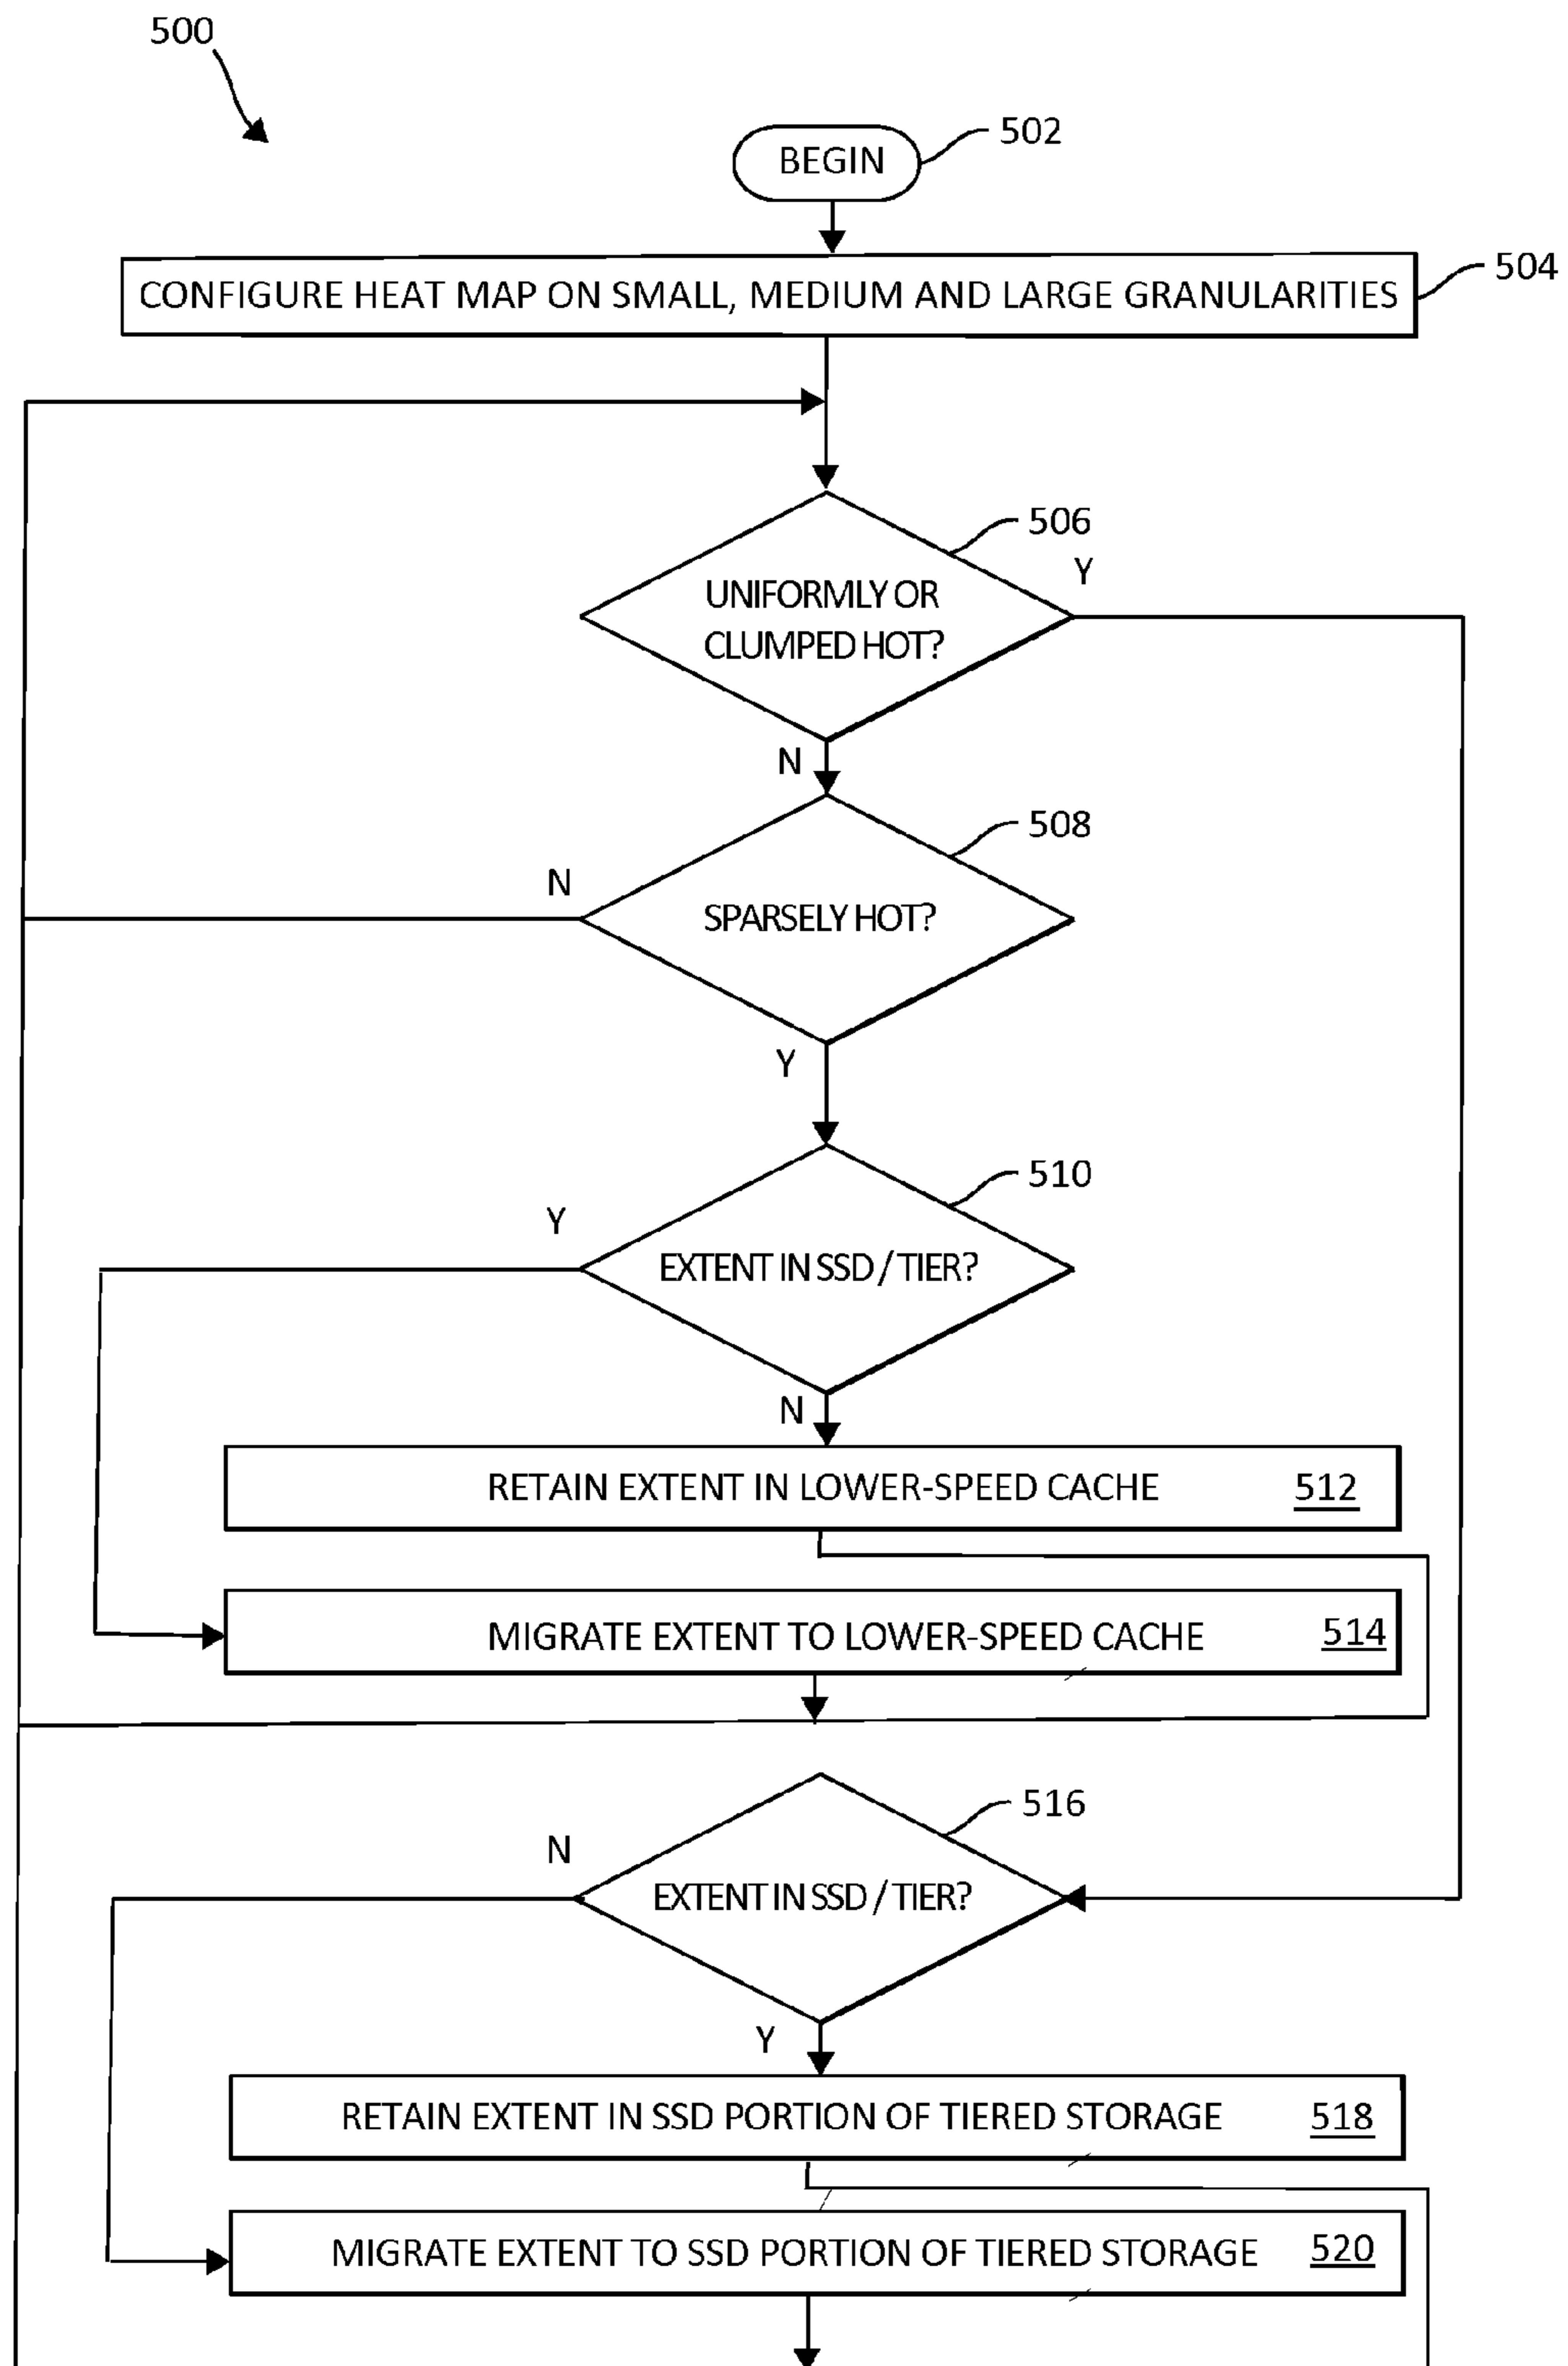 500
BEGIN
502
CONFIGURE HEAT MAP ON SMALL, MEDIUM AND LARGE GRANULARITIES
504
506
Y
UNIFORMLY OR
CLUMPED HOT?
N
508
N
SPARSELY HOT?
Y
510
Y
EXTENT IN SSD / TIER?
N
RETAIN EXTENT IN LOWER-SPEED CACHE 512
MIGRATE EXTENT TO LOWER-SPEED CACHE 514
516
N
EXTENT IN SSD / TIER?
Y
RETAIN EXTENT IN SSD PORTION OF TIERED STORAGE 518
MIGRATE EXTENT TO SSD PORTION OF TIERED STORAGE 520